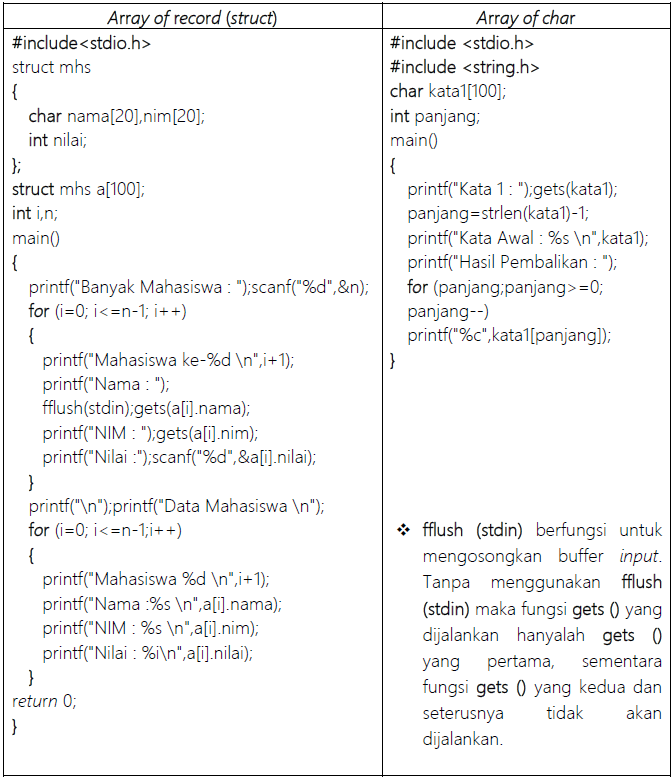 Array of record (struct)
#include<stdio.h>
struct mhs
{
char nama[20],nim[20];
int nilai;
};
struct mhs a[100];
int i,n;
main()
{
printf("Banyak Mahasiswa : ");scanf("%d",&n);
for (i=0; i<=n-1; i++)
{
printf("Mahasiswa ke-%d \n",i+1);
printf("Nama : ");
fflush(stdin);gets(a[i].nama);
printf("NIM : ");gets(a[i].nim);
printf("Nilai :");scanf("%d",&a[i].nilai);
}
printf("\n");printf("Data Mahasiswa \n");
for (i=0; i<=n-1;i++)
{
printf("Mahasiswa %d \n",i+1);
printf("Nama :%s \n",a[i].nama);
printf("NIM : %s \n",a[i].nim);
printf("Nilai : %i\n",a[i].nilai);
}
return 0;
}
Array of char
#include <stdio.h>
#include <string.h>
char kata1[100];
int panjang;
main()
{
printf("Kata 1 : ");gets(kata1);
panjang=strlen(kata1)-1;
printf("Kata Awal : %s \n",kata1);
printf("Hasil Pembalikan : ");
for (panjang;panjang>=0;
panjang--)
printf("%c",kata1[panjang]);
}
❖ fflush (stdin) berfungsi untuk
mengosongkan buffer input.
Tanpa menggunakan fflush
(stdin) maka fungsi gets () yang
dijalankan hanyalah gets ()
yang pertama, sementara
fungsi gets () yang kedua dan
seterusnya tidak akan
dijalankan.